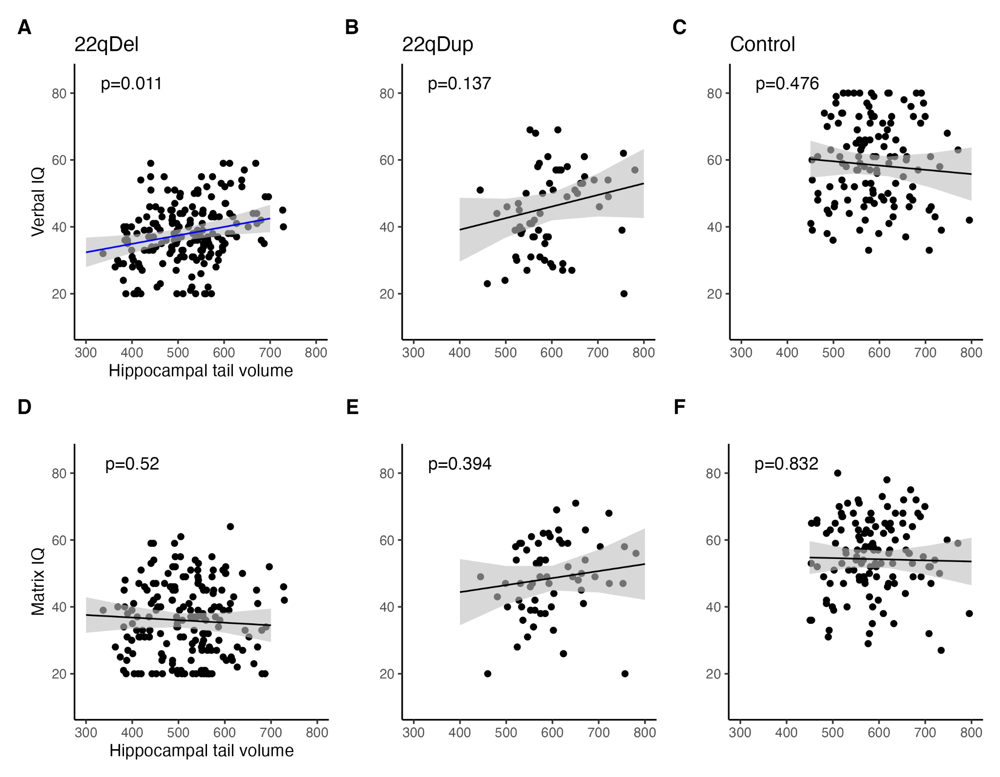 A
B
C
22qDel
22qDup
Control
p=0.011
p=0.137
p=0.476
Verbal IQ
80
60
40
20
80
60
40
20
80
60
40
20
300 400 500 600 700 800
300 400 500 600 700 800
300 400 500 600 700 800
Hippocampal tail volume
D
E
F
p=0.52
p=0.394
p=0.832
Matrix IQ
80
60
40
20
80
60
40
20
80
60
40
20
300 400 500 600 700 800
300 400 500 600 700 800
300 400 500 600 700 800
Hippocampal tail volume